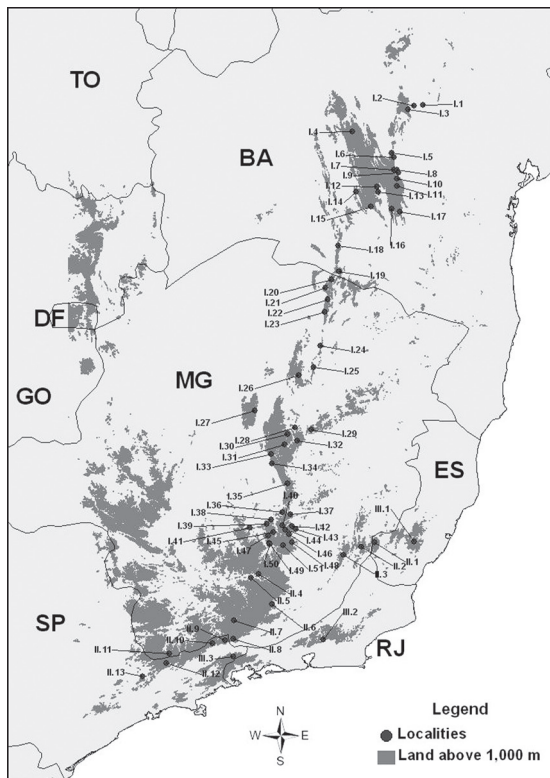 TO
I.2
I.1
I.3
I.4
BA
I.6
I.5
I.7
I.8
I.9
I.10
I.12
I.11
I.14
I.13
I.15
I.17
I.16
I.18
I.19
I.20
I.21
I.22
I.23
DF
I.24
I.25
MG
I.26
GO
I.27
I.28
I.29
I.30
I.32
I.31
I.33
I.34
ES
I.35
I.40
I.36
I.37
I.38
III.1
I.39
I.42
I.43
I.41
I.45
I.44
I.46
I.47
II.1
I.48
I.51
I.49
I.50
II.2
II.3
II.4
II.5
SP
II.6
III.2
II.7
II.9
II.10
II.8
RJ
II.11
III.3
II.12
II.13
Legend
N
W E
S
Localities
Land above 1,000 m